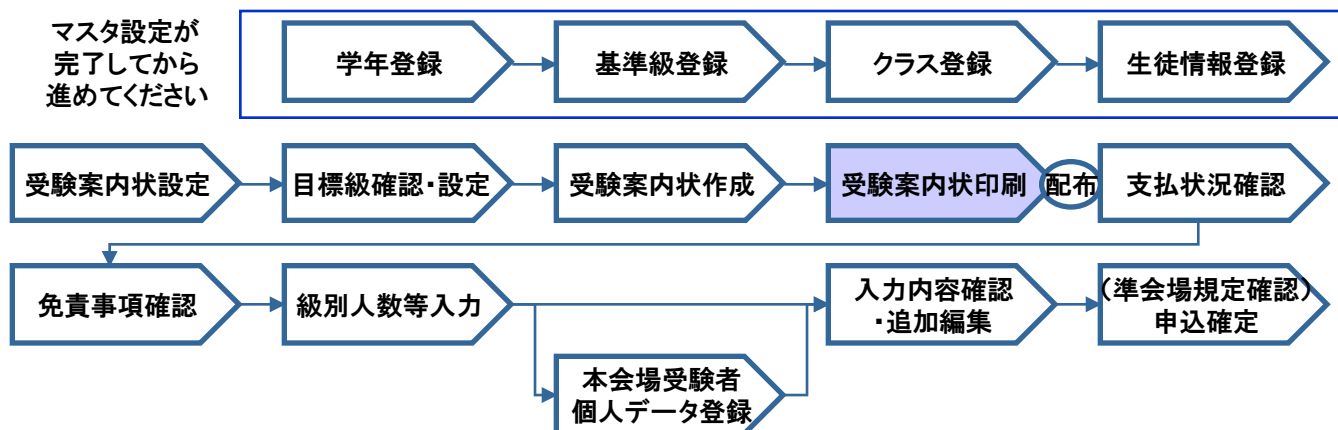 マスタ設定が
完了してから
進めてください
学年登録
基準級登録
クラス登録
生徒情報登録
受験案内状設定
目標級確認・設定
受験案内状作成
受験案内状印刷
配布
支払状況確認
免責事項確認
級別人数等入力
入力内容確認
・追加編集
(準会場規定確認)
申込確定
本会場受験者
個人データ登録